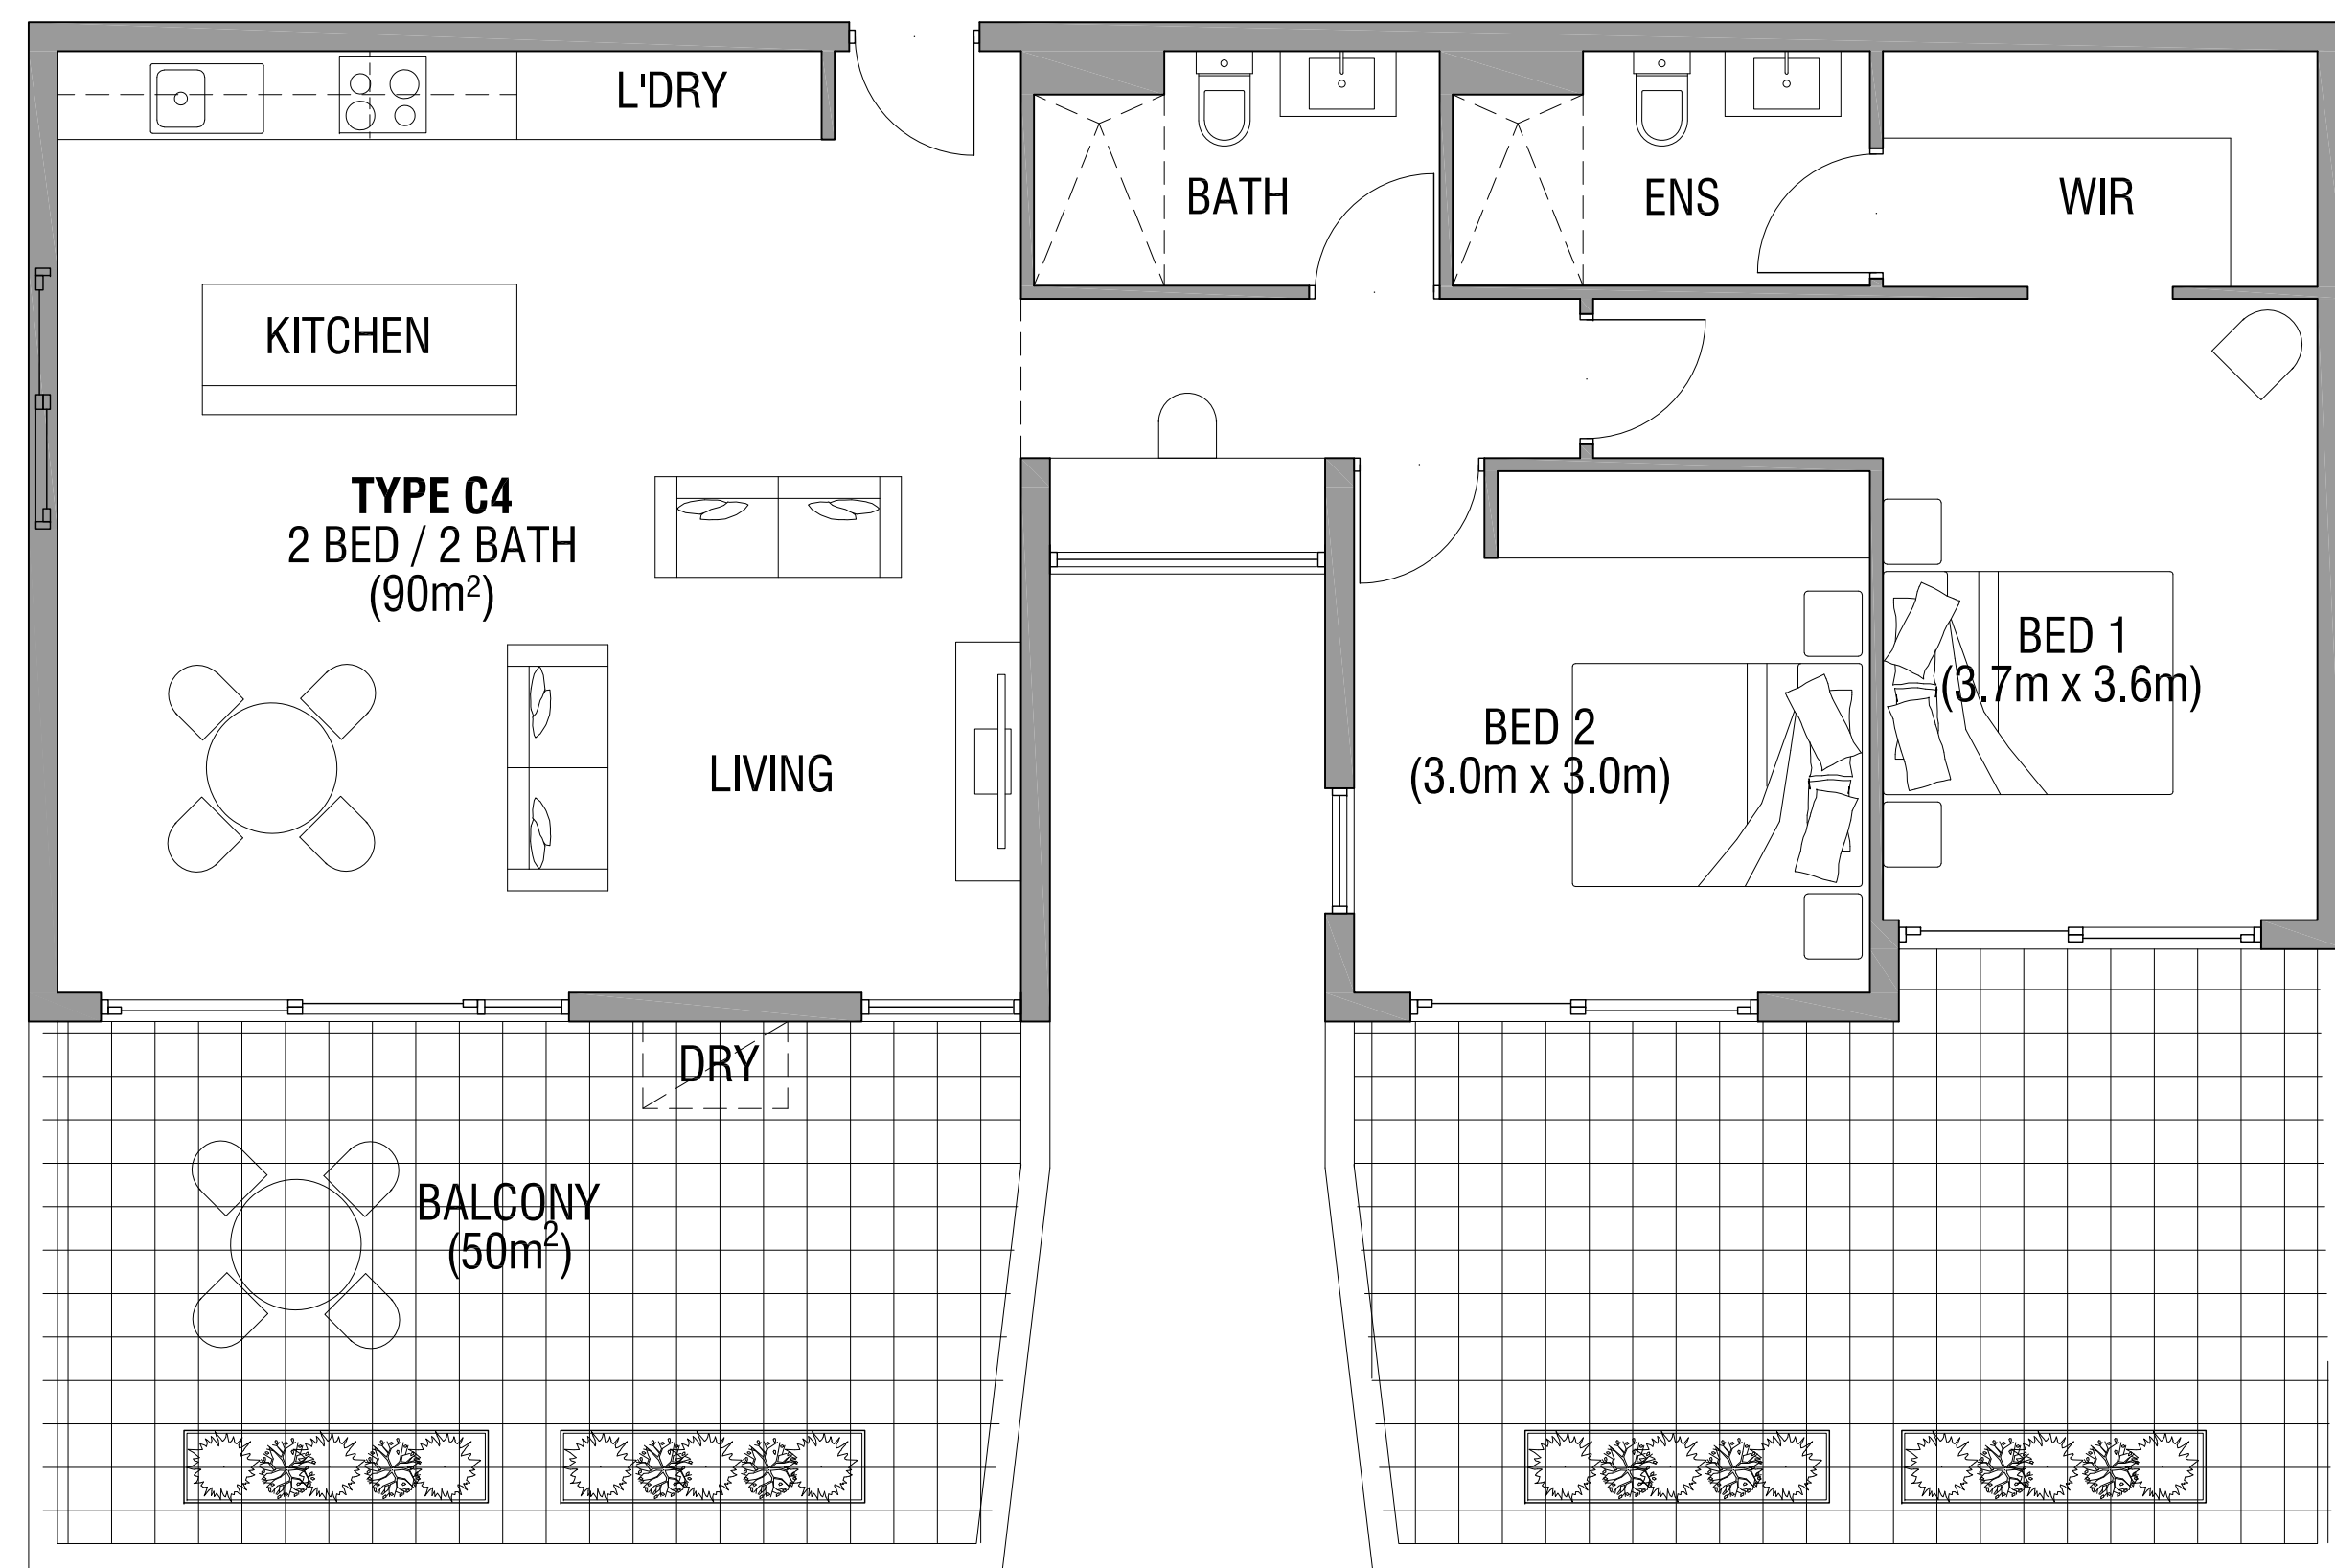 L'DRY
BATH
ENS
WIR
KITCHEN
TYPE C4
2 BED / 2 BATH
(90m²)
BED 1
(3.7m x 3.6m)
BED 2
(3.0m x 3.0m)
LIVING
DRY
BALCONY
(50m²)